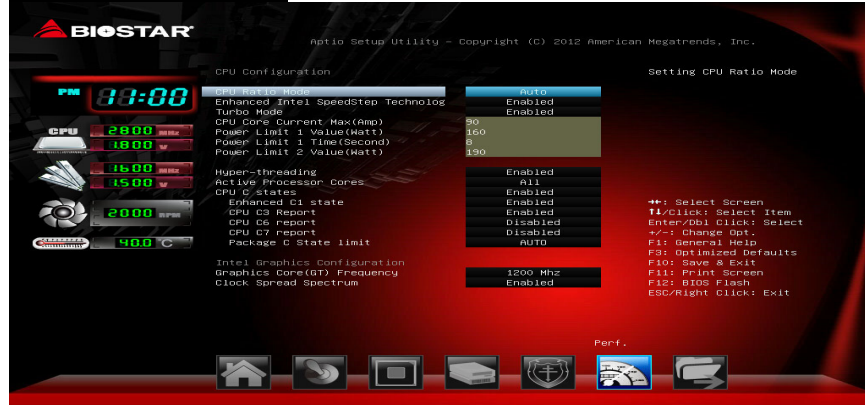 BIOSTAR
Aptio Setup Utility – Copyright (C) 2012 American Megatrends, Inc.
CPU Configuration
Setting CPU Ratio Mode
PM 11:00
CPU 2800 MHz
1.800 V
1600 MHz
1.500 V
2000 RPM
40.0 °C
CPU Ratio Mode Auto
Enhanced Intel SpeedStep Technolog Enabled
Turbo Mode Enabled
CPU Core Current Max(Amp) 90
Power Limit 1 Value(Watt) 160
Power Limit 1 Time(Second) 8
Power Limit 2 Value(Watt) 190
Hyper-threading Enabled
Active Processor Cores All
CPU C states Enabled
Enhanced C1 state Enabled
CPU C3 Report Enabled
CPU C6 report Disabled
CPU C7 report Disabled
Package C State limit AUTO
Intel Graphics Configuration
Graphics Core(GT) Frequency 1200 Mhz
Clock Spread Spectrum Enabled
→←: Select Screen
↑↓/Click: Select Item
Enter/Dbl Click: Select
+/-: Change Opt.
F1: General Help
F3: Optimized Defaults
F10: Save & Exit
F11: Print Screen
F12: BIOS Flash
ESC/Right Click: Exit
Perf.